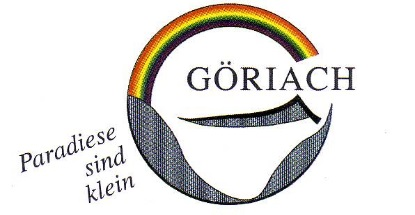 GÖRIACH
Paradiese
sind
klein